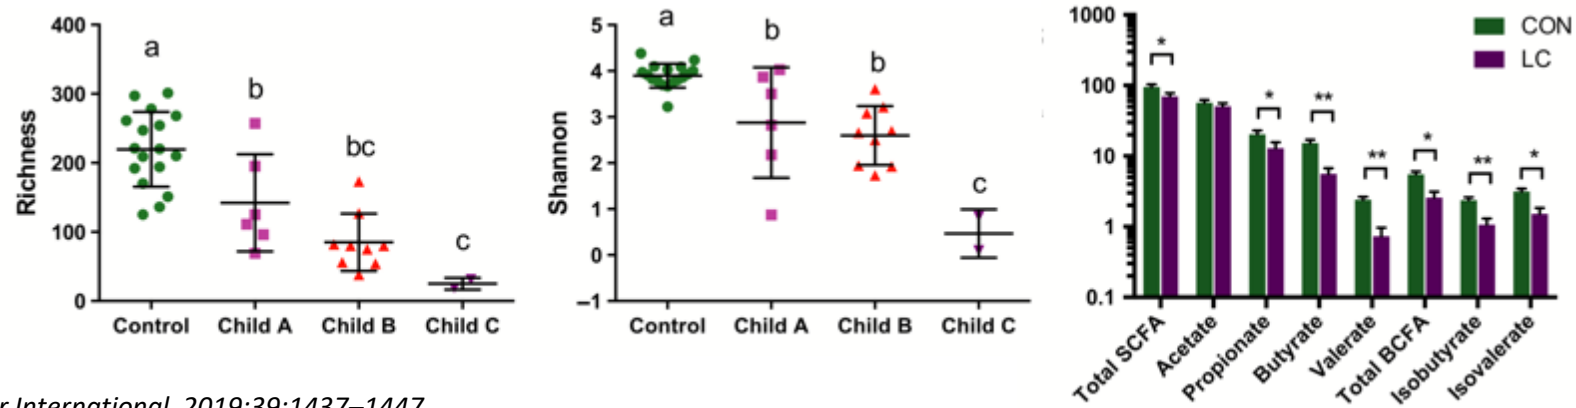 Richness
400
300
200
100
0
a
b
bc
c
Control
Child A
Child B
Child C
Shannon
5
4
3
2
1
0
–1
a
b
b
c
Control
Child A
Child B
Child C
1000
100
10
1
0.1
CON
LC
*
*
**
**
*
**
*
Total SCFA
Acetate
Propionate
Butyrate
Valerate
Total BCFA
Isobutyrate
Isovalerate
r International. 2019;39:1437–1447